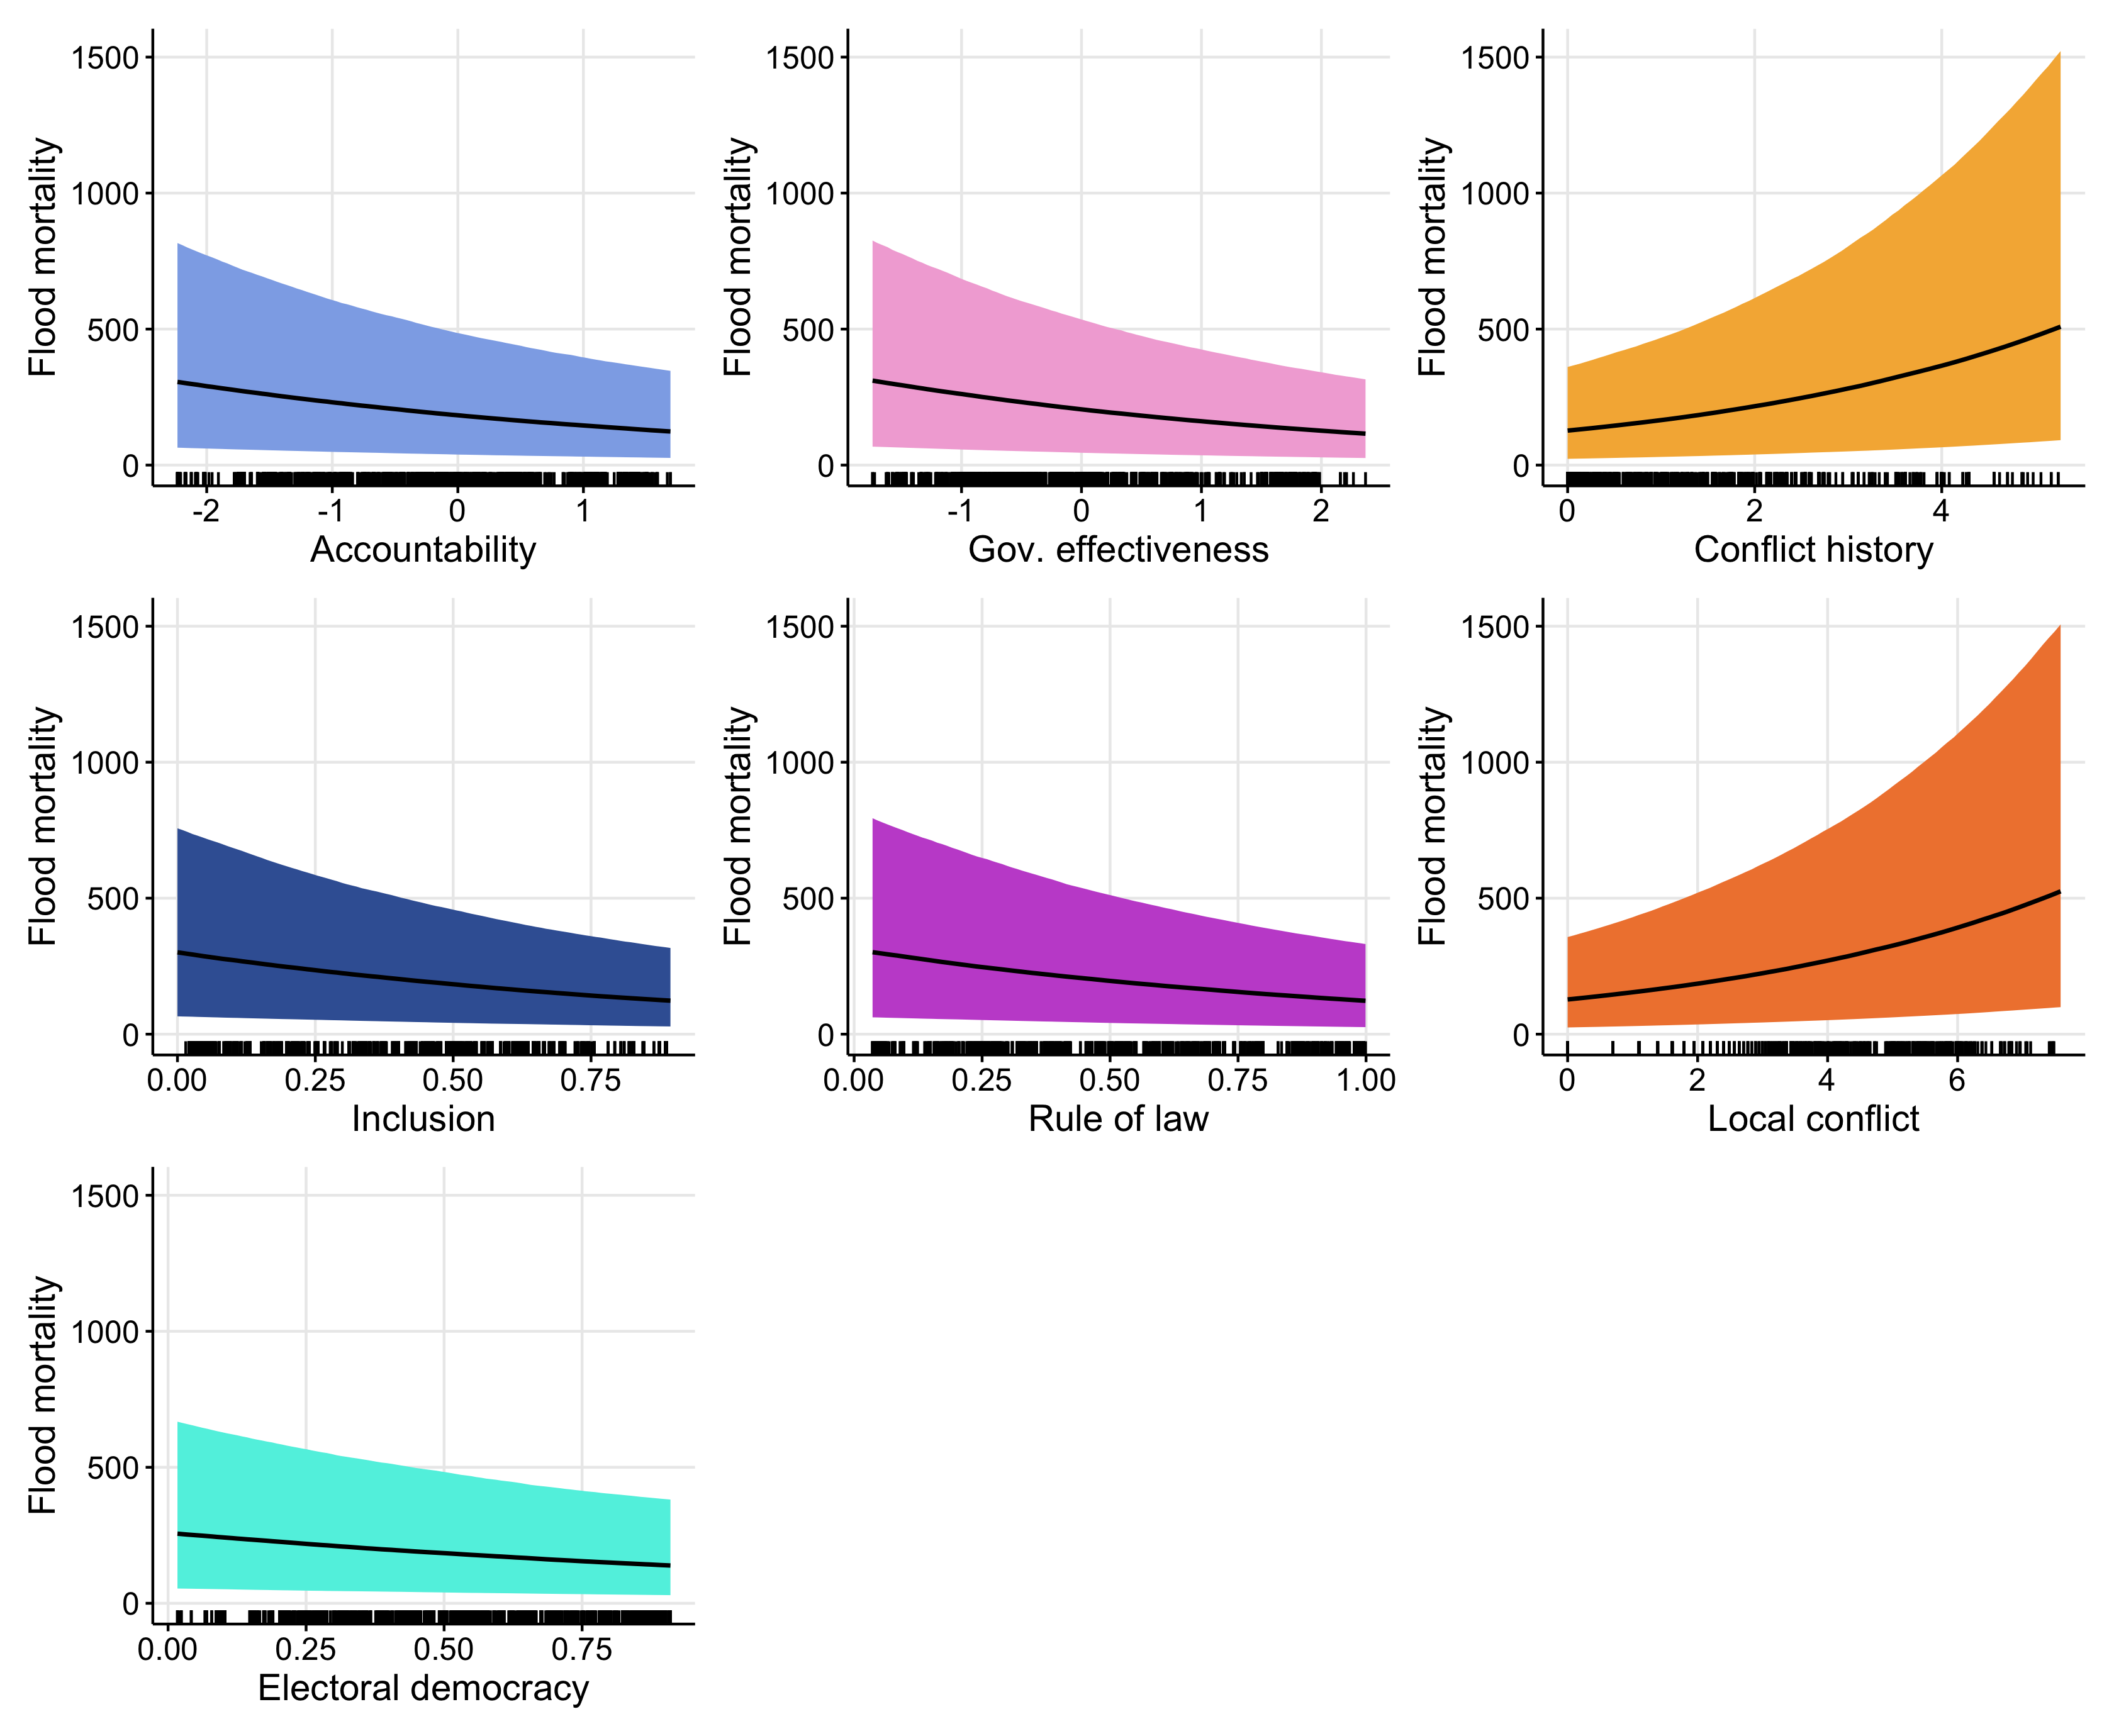 Flood mortality
1500
1000
500
0
-2 -1 0 1
Accountability
Flood mortality
1500
1000
500
0
-1 0 1 2
Gov. effectiveness
Flood mortality
1500
1000
500
0
0 2 4
Conflict history
Flood mortality
1500
1000
500
0
0.00 0.25 0.50 0.75
Inclusion
Flood mortality
1500
1000
500
0
0.00 0.25 0.50 0.75 1.00
Rule of law
Flood mortality
1500
1000
500
0
0 2 4 6
Local conflict
Flood mortality
1500
1000
500
0
0.00 0.25 0.50 0.75
Electoral democracy